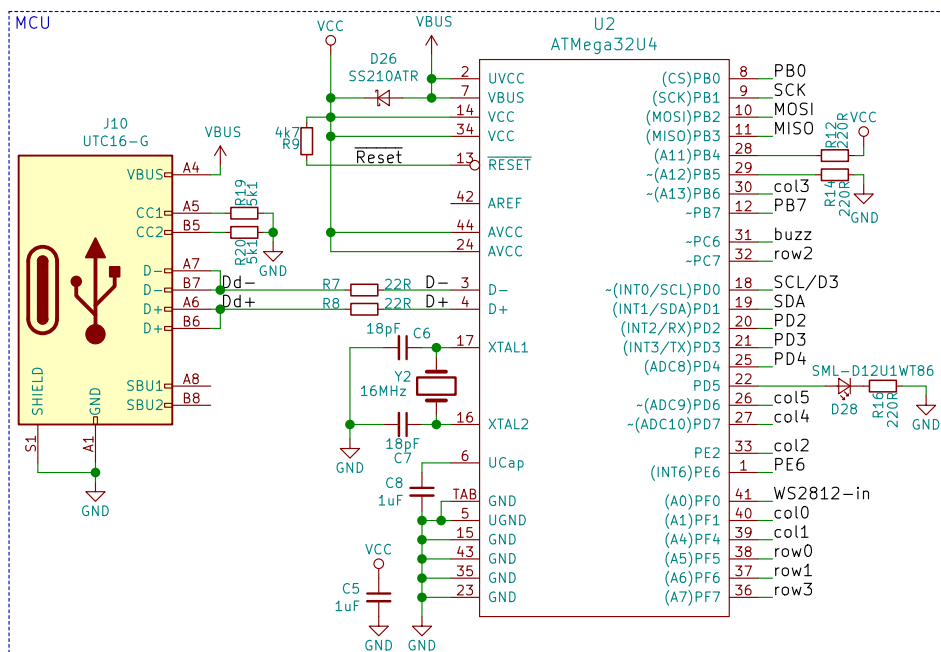 MCU
J10
UTC16-G
VBUS
VBUS A4
CC1 A5
CC2 B5
R19
5k1
R20
5k1
GND
D- A7
D- B7
D+ A6
D+ B6
Dd-
Dd+
SBU1 A8
SBU2 B8
SHIELD
GND
S1
A1
GND
VCC
VBUS
D26
SS210ATR
4k7
R9
Reset
R7 22R D-
R8 22R D+
18pF C6
Y2
16MHz
18pF
C7
GND
C8
1uF
VCC
C5
1uF
GND
GND
U2
ATMega32U4
2 UVCC
7 VBUS
14 VCC
34 VCC
13 RESET
42 AREF
44 AVCC
24 AVCC
3 D-
4 D+
17 XTAL1
16 XTAL2
6 UCap
TAB GND
5 UGND
15 GND
43 GND
35 GND
23 GND
(CS)PB0 8 PB0
(SCK)PB1 9 SCK
(MOSI)PB2 10 MOSI
(MISO)PB3 11 MISO
(A11)PB4 28
~(A12)PB5 29
~(A13)PB6 30 col3
~PB7 12 PB7
~PC6 31 buzz
~PC7 32 row2
~(INT0/SCL)PD0 18 SCL/D3
(INT1/SDA)PD1 19 SDA
(INT2/RX)PD2 20 PD2
(INT3/TX)PD3 21 PD3
(ADC8)PD4 25 PD4
PD5 22
~(ADC9)PD6 26 col5
~(ADC10)PD7 27 col4
PE2 33 col2
(INT6)PE6 1 PE6
(A0)PF0 41 WS2812-in
(A1)PF1 40 col0
(A4)PF4 39 col1
(A5)PF5 38 row0
(A6)PF6 37 row1
(A7)PF7 36 row3
R12
220R
VCC
R14
220R
GND
SML-D12U1WT86
D28
R16
220R
GND